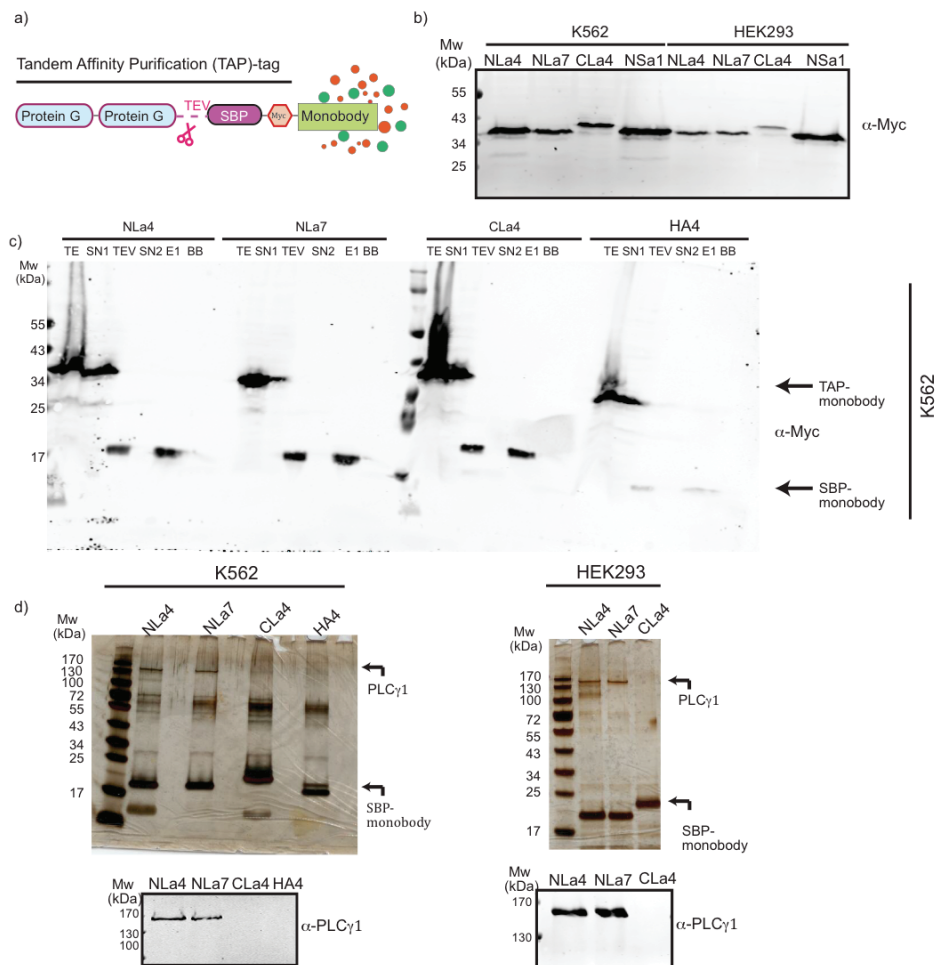 a)
Tandem Affinity Purification (TAP)-tag
Protein G Protein G TEV SBP Myc Monobody
b)
K562 HEK293
Mw
(kDa)
NLa4 NLa7 CLa4 NSa1 NLa4 NLa7 CLa4 NSa1
55
43
34
25
α-Myc
c)
NLa4 NLa7 CLa4 HA4
TE SN1 TEV SN2 E1 BB TE SN1 TEV SN2 E1 BB TE SN1 TEV SN2 E1 BB TE SN1 TEV SN2 E1 BB
Mw
(kDa)
55
43
34
25
17
TAP-
monobody
α-Myc
SBP-
monobody
K562
d)
K562
Mw
(kDa)
NLa4 NLa7 CLa4 HA4
170
130
100
72
55
43
34
25
17
PLCγ1
SBP-
monobody
Mw
(kDa)
NLa4 NLa7 CLa4 HA4
170
130
100
α-PLCγ1
HEK293
Mw
(kDa)
NLa4 NLa7 CLa4
170
130
100
72
55
43
34
25
17
PLCγ1
SBP-
monobody
Mw
(kDa)
NLa4 NLa7 CLa4
170
130
α-PLCγ1